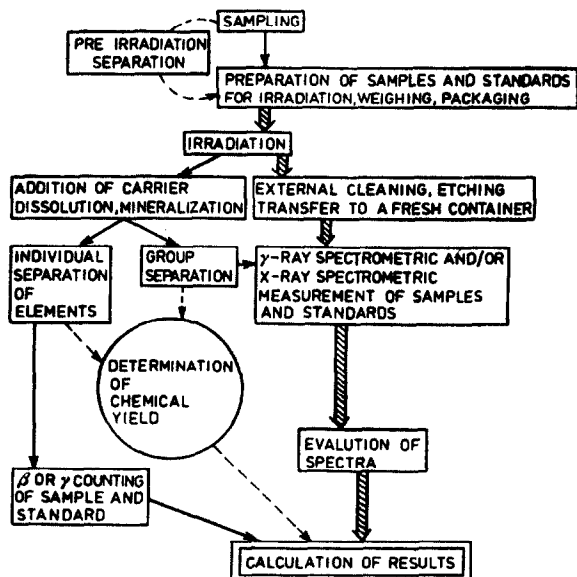 SAMPLING
PRE IRRADIATION
SEPARATION
PREPARATION OF SAMPLES AND STANDARDS
FOR IRRADIATION, WEIGHING, PACKAGING
IRRADIATION
ADDITION OF CARRIER
DISSOLUTION, MINERALIZATION
EXTERNAL CLEANING, ETCHING
TRANSFER TO A FRESH CONTAINER
INDIVIDUAL
SEPARATION
OF
ELEMENTS
GROUP
SEPARATION
γ-RAY SPECTROMETRIC AND/OR
X-RAY SPECTROMETRIC
MEASUREMENT OF SAMPLES
AND STANDARDS
DETERMINATION
OF
CHEMICAL
YIELD
EVALUTION OF
SPECTRA
β OR γ COUNTING
OF SAMPLE AND
STANDARD
CALCULATION OF RESULTS